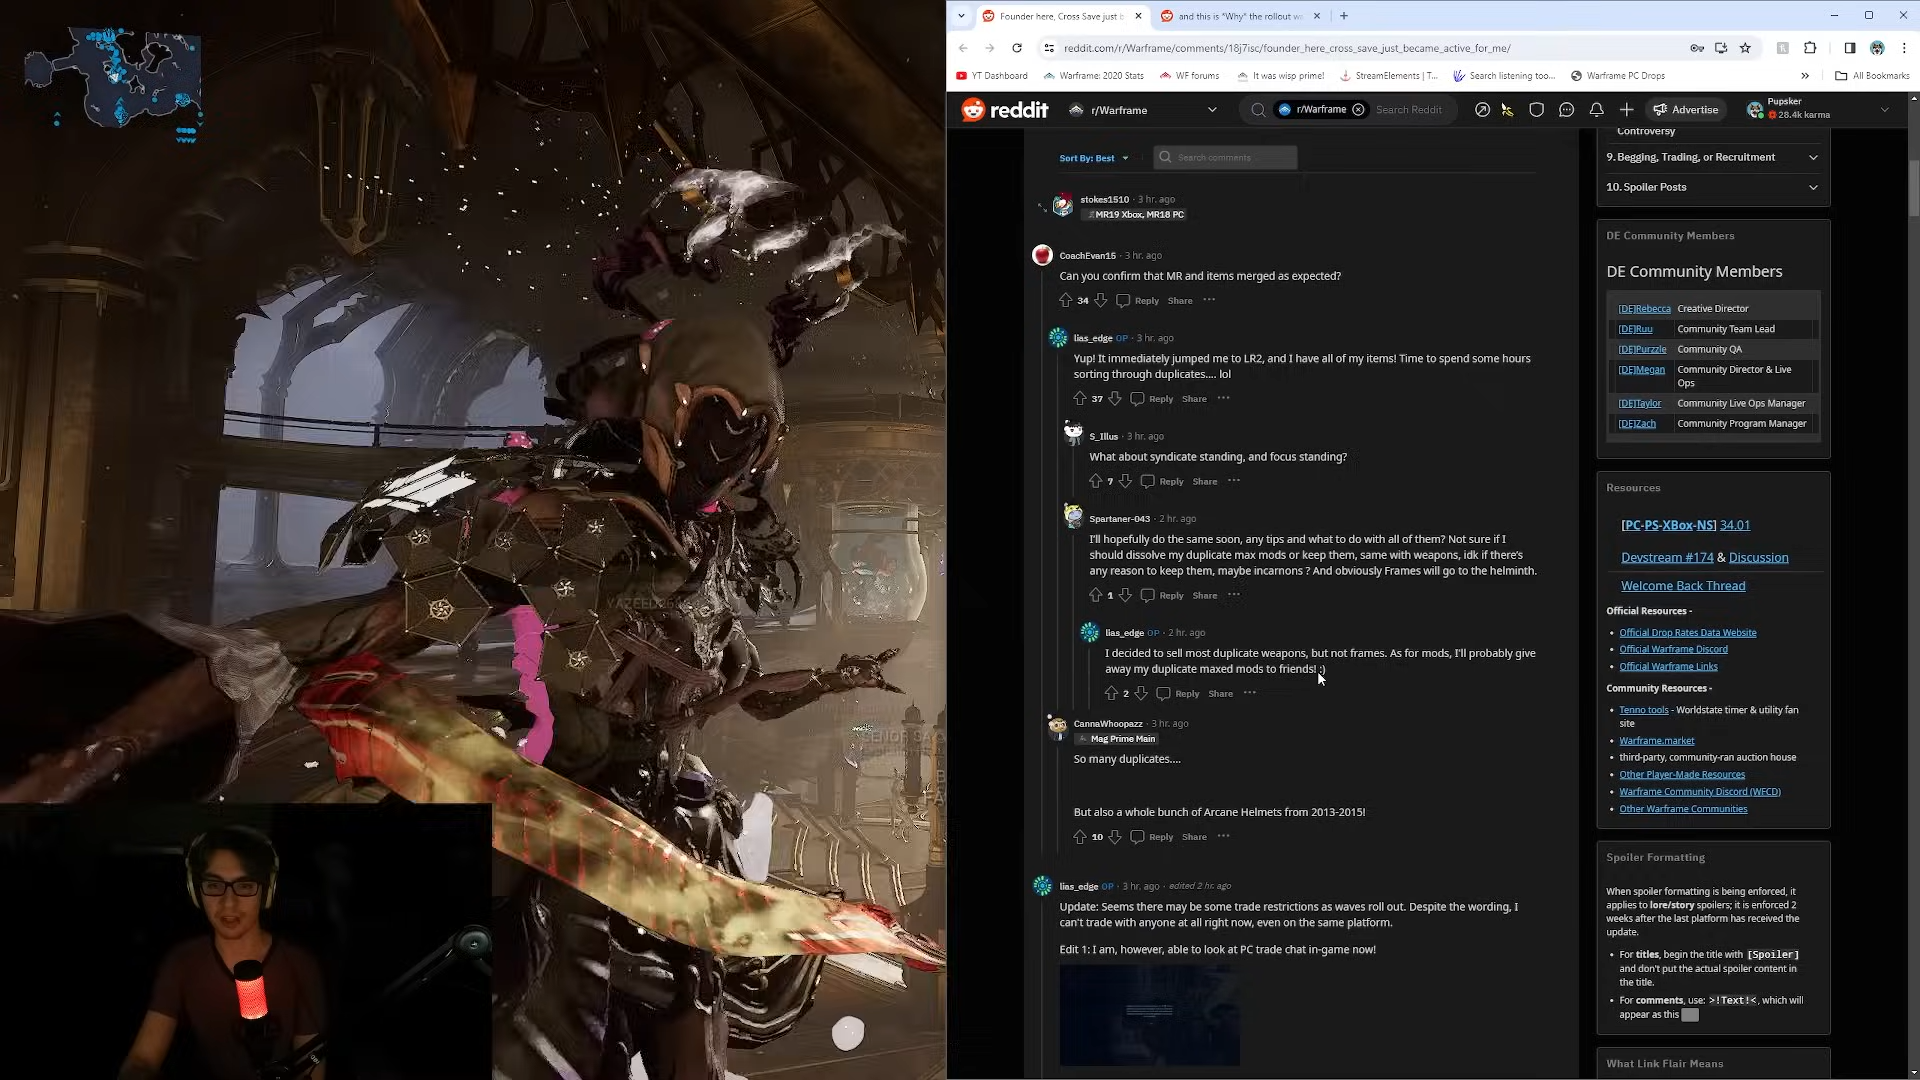 Founder here, Cross Save just b
and this is *Why* the rollout wa
reddit.com/r/Warframe/comments/18j7isc/founder_here_cross_save_just_became_active_for_me/
YT Dashboard
Warframe: 2020 Stats
WF forums
It was wisp prime!
StreamElements | T...
Search listening too...
Warframe PC Drops
»
All Bookmarks
reddit
r/Warframe
r/Warframe
Search Reddit
Advertise
Pupsker
28.4k karma
Sort By: Best
Search comments
stokes1510 · 3 hr. ago
MR19 Xbox, MR18 PC
CoachEvan15 · 3 hr. ago
Can you confirm that MR and items merged as expected?
34 Reply Share ···
lias_edge OP · 3 hr. ago
Yup! It immediately jumped me to LR2, and I have all of my items! Time to spend some hours
sorting through duplicates.... lol
37 Reply Share ···
S_Illus · 3 hr. ago
What about syndicate standing, and focus standing?
7 Reply Share ···
Spartaner-043 · 2 hr. ago
I'll hopefully do the same soon, any tips and what to do with all of them? Not sure if I
should dissolve my duplicate max mods or keep them, same with weapons, idk if there's
any reason to keep them, maybe incarnons ? And obviously Frames will go to the helminth.
1 Reply Share ···
lias_edge OP · 2 hr. ago
I decided to sell most duplicate weapons, but not frames. As for mods, I'll probably give
away my duplicate maxed mods to friends! :)
2 Reply Share ···
CannaWhoopazz · 3 hr. ago
Mag Prime Main
So many duplicates....
But also a whole bunch of Arcane Helmets from 2013-2015!
10 Reply Share ···
lias_edge OP · 3 hr. ago · edited 2 hr. ago
Update: Seems there may be some trade restrictions as waves roll out. Despite the wording, I
can't trade with anyone at all right now, even on the same platform.
Edit 1: I am, however, able to look at PC trade chat in-game now!
Controversy
9. Begging, Trading, or Recruitment
10. Spoiler Posts
DE Community Members
DE Community Members
[DE]Rebecca Creative Director
[DE]Ruu Community Team Lead
[DE]Purzzle Community QA
[DE]Megan Community Director & Live
Ops
[DE]Taylor Community Live Ops Manager
[DE]Zach Community Program Manager
Resources
[PC-PS-XBox-NS] 34.01
Devstream #174 & Discussion
Welcome Back Thread
Official Resources -
• Official Drop Rates Data Website
• Official Warframe Discord
• Official Warframe Links
Community Resources -
• Tenno tools - Worldstate timer & utility fan
site
• Warframe.market
• third-party, community-ran auction house
• Other Player-Made Resources
• Warframe Community Discord (WFCD)
• Other Warframe Communities
Spoiler Formatting
When spoiler formatting is being enforced, it
applies to lore/story spoilers; it is enforced 2
weeks after the last platform has received the
update.
• For titles, begin the title with [Spoiler]
and don't put the actual spoiler content in
the title.
• For comments, use: >!Text!<, which will
appear as this
What Link Flair Means